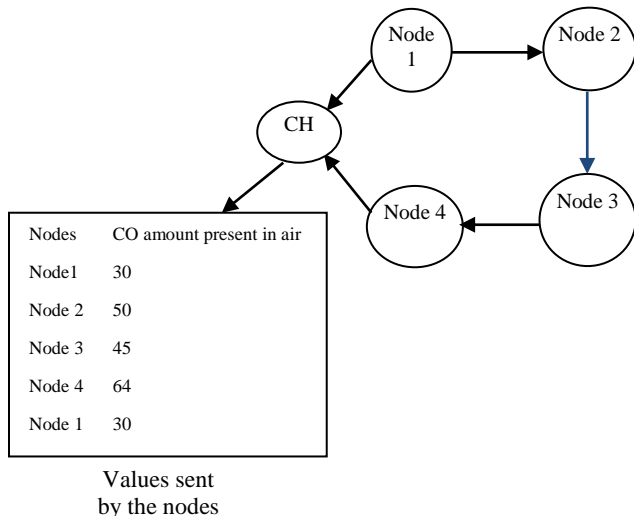 Node
1
Node 2
CH
Node 4
Node 3
Nodes CO amount present in air
Node1 30
Node 2 50
Node 3 45
Node 4 64
Node 1 30
Values sent
by the nodes